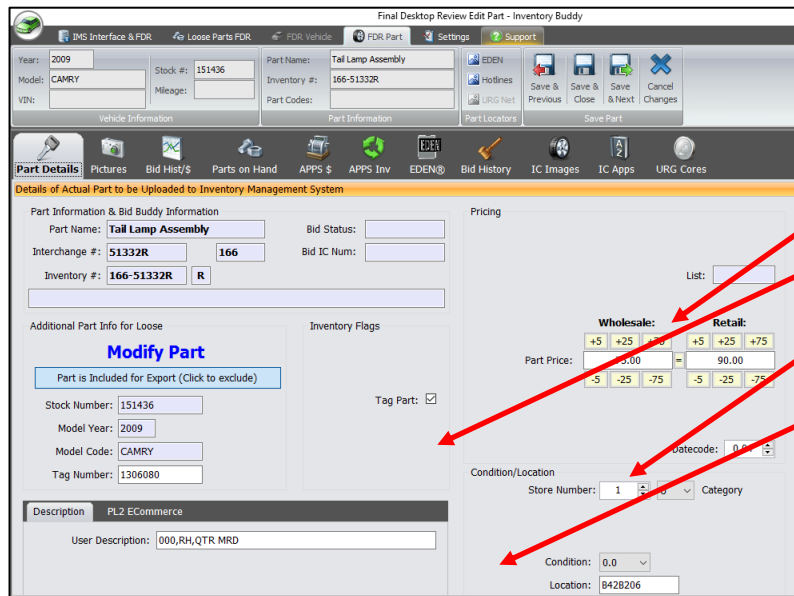 Final Desktop Review Edit Part - Inventory Buddy
IMS Interface & FDR Loose Parts FDR FDR Vehicle FDR Part Settings Support
Year: 2009
Model: CAMRY
VIN:
Stock #: 151436
Mileage:
Vehicle Information
Part Name: Tail Lamp Assembly
Inventory #: 166-51332R
Part Codes:
Part Information
EDEN
Hotlines
URG Net
Part Locators
Save & Previous
Save & Close
Save & Next
Cancel Changes
Save Part
Part Details Pictures Bid Hist/$ Parts on Hand APPS $ APPS Inv EDEN® Bid History IC Images IC Apps URG Cores
Details of Actual Part to be Uploaded to Inventory Management System
Part Information & Bid Buddy Information
Part Name: Tail Lamp Assembly
Bid Status:
Interchange #: 51332R 166
Bid IC Num:
Inventory #: 166-51332R R
Pricing
List:
Wholesale: Retail:
+5 +25 +75 +5 +25 +75
Part Price: = 90.00
-5 -25 -75 -5 -25 -75
Datecode:
Additional Part Info for Loose
Modify Part
Part is Included for Export (Click to exclude)
Stock Number: 151436
Model Year: 2009
Model Code: CAMRY
Tag Number: 1306080
Inventory Flags
Tag Part:
Condition/Location
Store Number: 1 Category
Condition: 0.0
Location: B42B206
Description PL2 ECommerce
User Description: 000,RH,QTR MRD